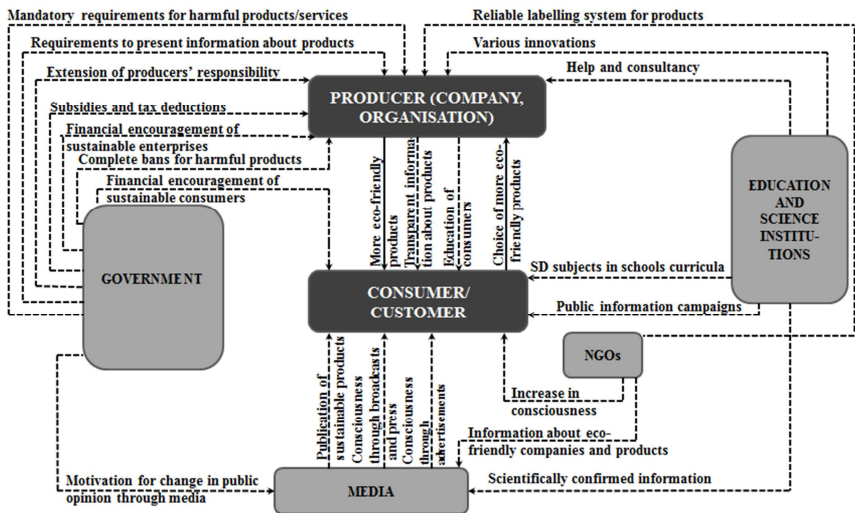 Mandatory requirements for harmful products/services
Reliable labelling system for products
Requirements to present information about products
Various innovations
Extension of producers' responsibility
Help and consultancy
Subsidies and tax deductions
Financial encouragement of
sustainable enterprises
Complete bans for harmful products
Financial encouragement of
sustainable consumers
PRODUCER (COMPANY,
ORGANISATION)
More eco-friendly
products
Transparent informa-
tion about products
Education of
consumers
Choice of more eco-
friendly products
EDUCATION
AND
SCIENCE
INSTITU-
TIONS
GOVERNMENT
CONSUMER/
CUSTOMER
SD subjects in schools curricula
Public information campaigns
NGOs
Publication of
sustainable products
Consciousness
through broadcasts
and press
Consciousness
through
advertisements
Increase in
consciousness
Information about eco-
friendly companies and products
Motivation for change in public
opinion through media
MEDIA
Scientifically confirmed information